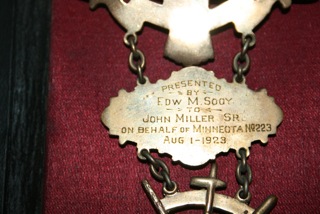 PRESENTED
BY
EDW M. SOOY
TO
JOHN MILLER SR.
ON BEHALF OF MINNEOTA NO 223
AUG 1-1923